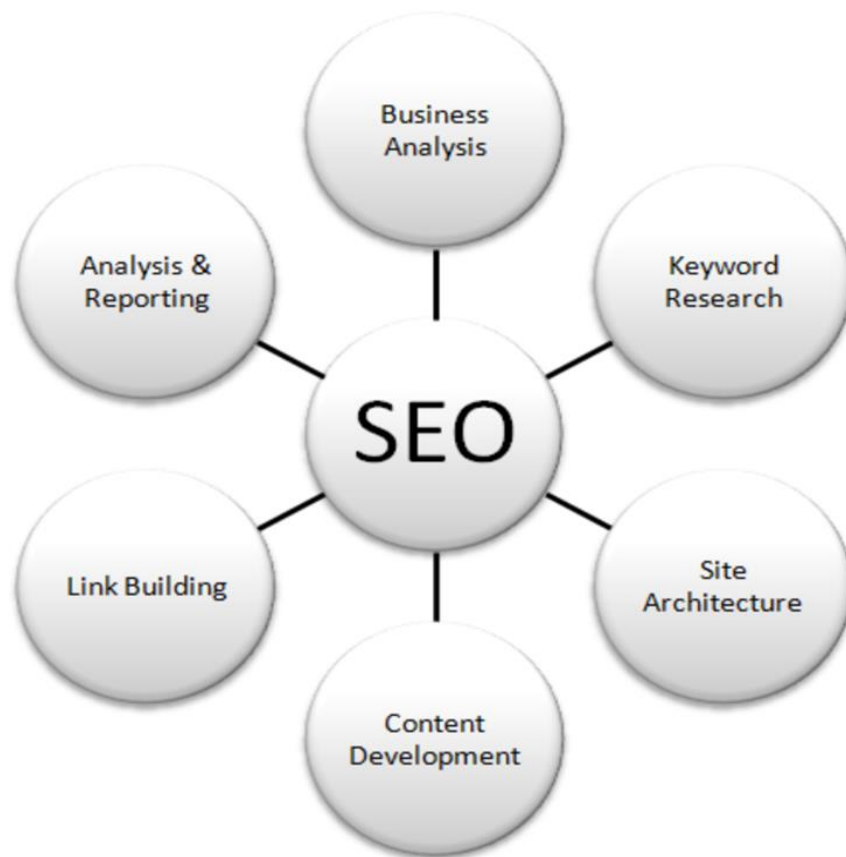 Business
Analysis
Analysis &
Reporting
Keyword
Research
SEO
Link Building
Site
Architecture
Content
Development